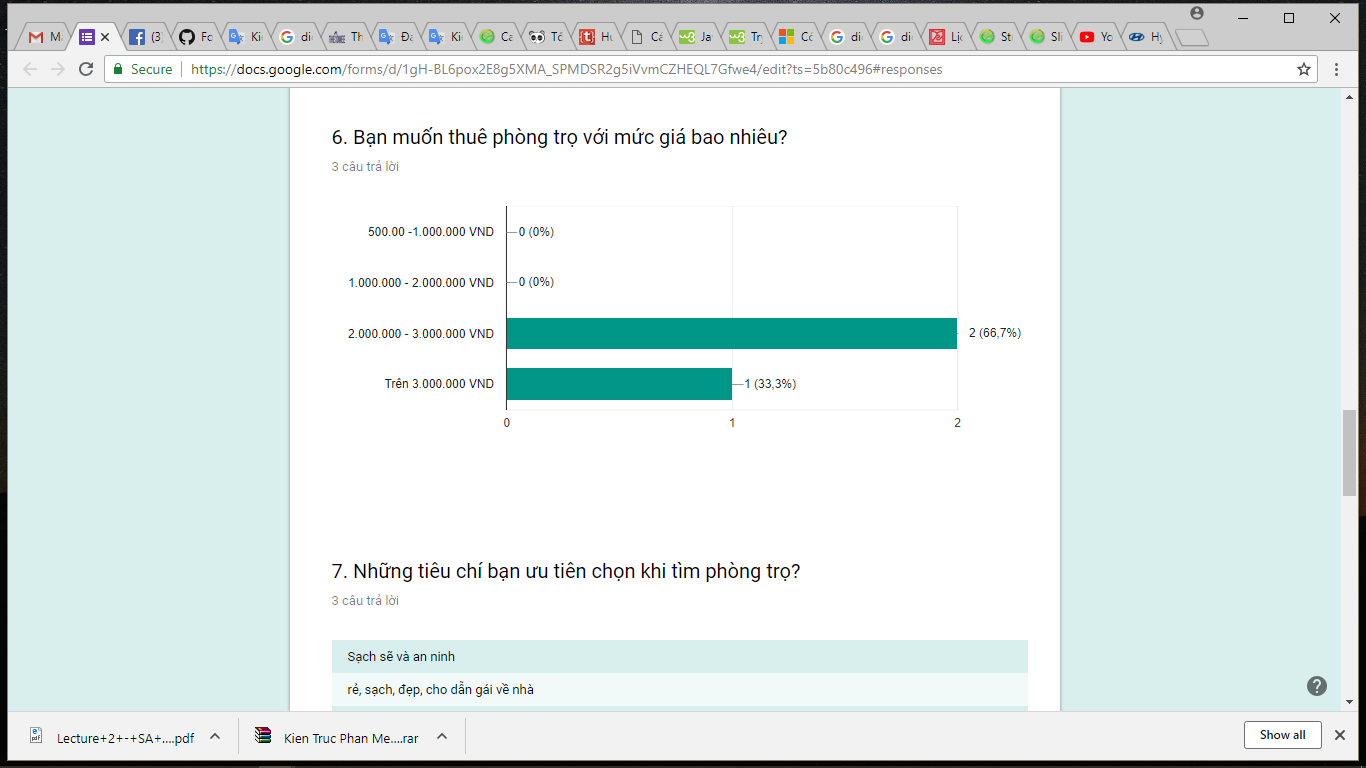 M
(3
Fc
Ki
die
Th
Đa
Ki
Ca
Tổ
Hu
Cá
Ja
Try
Cô
die
die
Lịc
St
Sli
Yo
Hy
Secure
https://docs.google.com/forms/d/1gH-BL6pox2E8g5XMA_SPMDSR2g5iVvmCZHEQL7Gfwe4/edit?ts=5b80c496#responses
6. Bạn muốn thuê phòng trọ với mức giá bao nhiêu?
3 câu trả lời
500.00 -1.000.000 VND
0 (0%)
1.000.000 - 2.000.000 VND
0 (0%)
2.000.000 - 3.000.000 VND
2 (66,7%)
Trên 3.000.000 VND
1 (33,3%)
0 1 2
7. Những tiêu chí bạn ưu tiên chọn khi tìm phòng trọ?
3 câu trả lời
Sạch sẽ và an ninh
rẻ, sạch, đẹp, cho dẫn gái về nhà
Lecture+2+-+SA+....pdf
Kien Truc Phan Me....rar
Show all